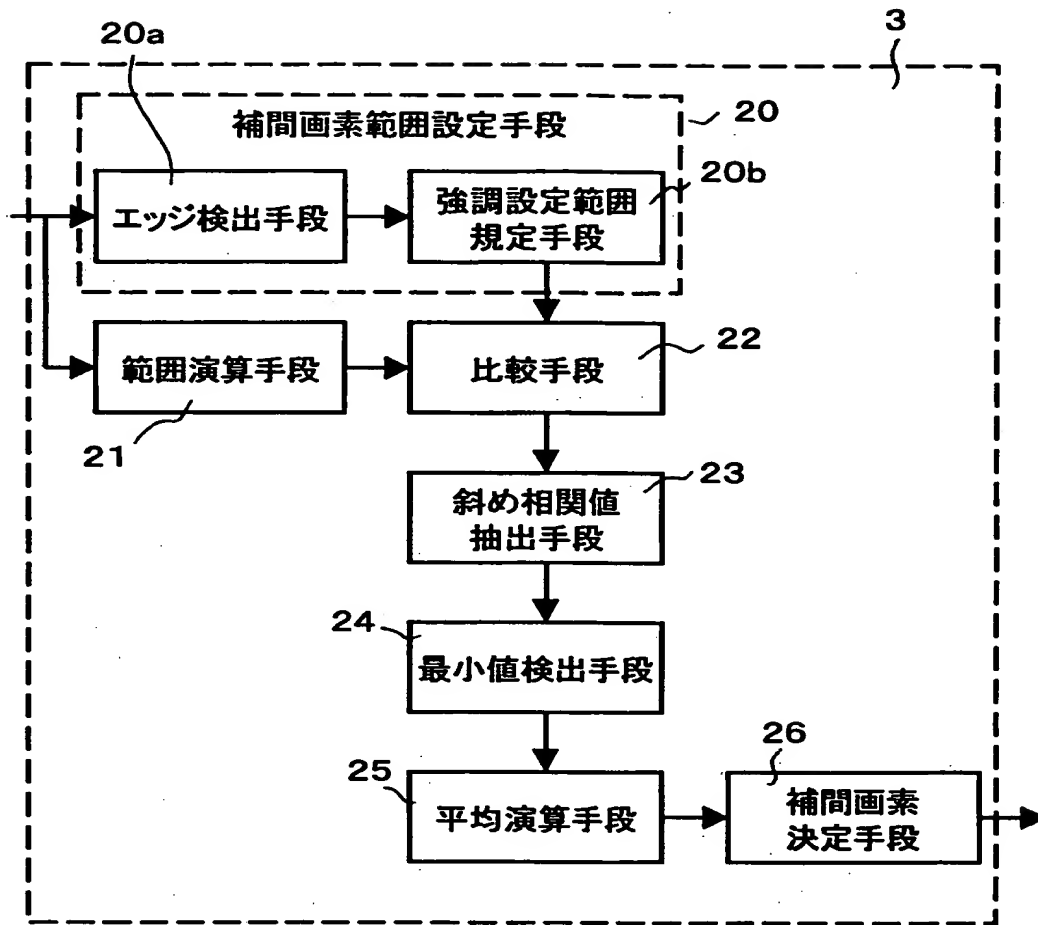 20a
3
補間画素範囲設定手段
20
エッジ検出手段
強調設定範囲
規定手段
20b
範囲演算手段
21
比較手段
22
斜め相関値
抽出手段
23
24
最小値検出手段
25
平均演算手段
26
補間画素
決定手段